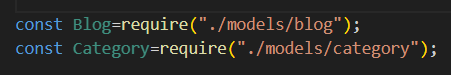 const Blog=require("./models/blog");
const Category=require("./models/category");